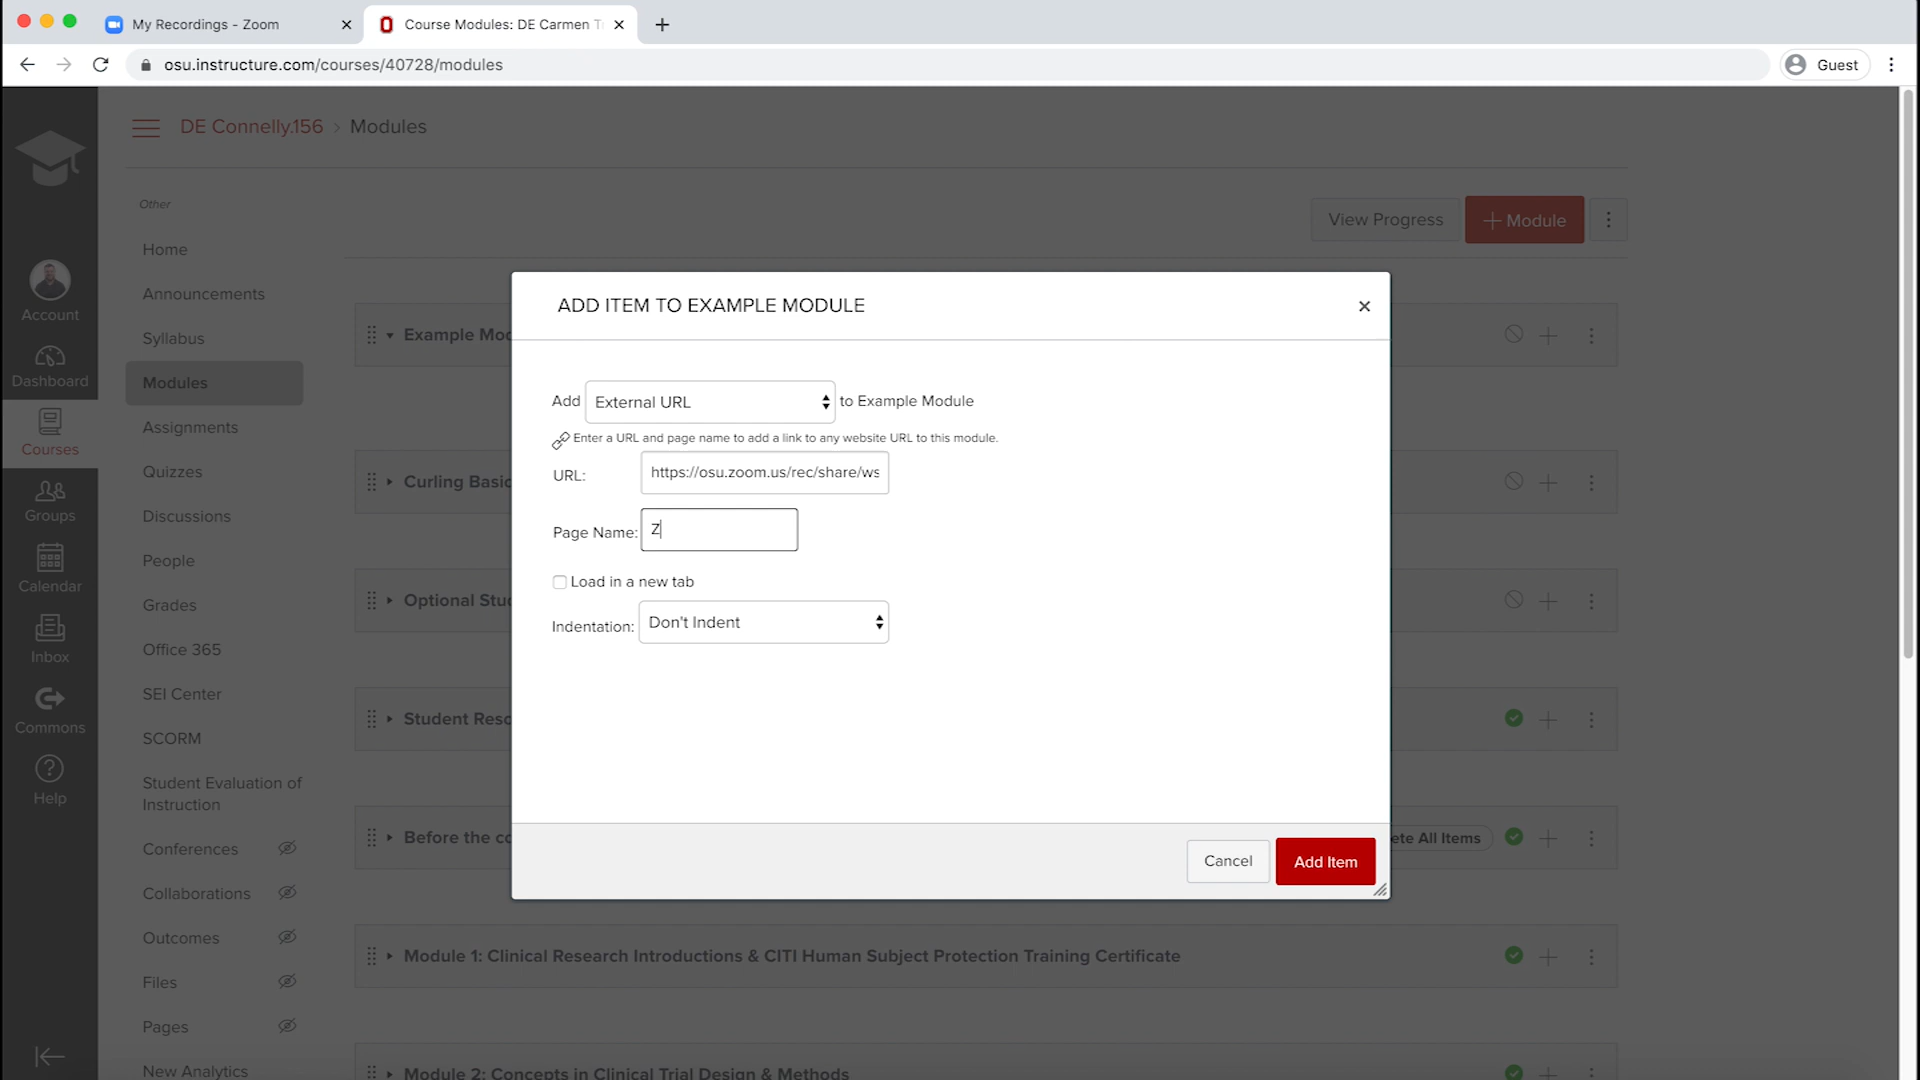 My Recordings - Zoom
Course Modules: DE Carmen T
osu.instructure.com/courses/40728/modules
Guest
DE Connelly.156 › Modules
Other
View Progress
+ Module
Home
Announcements
Syllabus
Modules
Assignments
Quizzes
Discussions
People
Grades
Office 365
SEI Center
SCORM
Student Evaluation of
Instruction
Conferences
Collaborations
Outcomes
Files
Pages
New Analytics
Account
Dashboard
Courses
Groups
Calendar
Inbox
Commons
Help
ADD ITEM TO EXAMPLE MODULE
Add External URL to Example Module
Enter a URL and page name to add a link to any website URL to this module.
URL: https://osu.zoom.us/rec/share/ws
Page Name: Z
Load in a new tab
Indentation: Don't Indent
Cancel
Add Item
Example Mo
Curling Basic
Optional Stu
Student Reso
Before the co
ete All Items
Module 1: Clinical Research Introductions & CITI Human Subject Protection Training Certificate
Module 2: Concepts in Clinical Trial Design & Methods